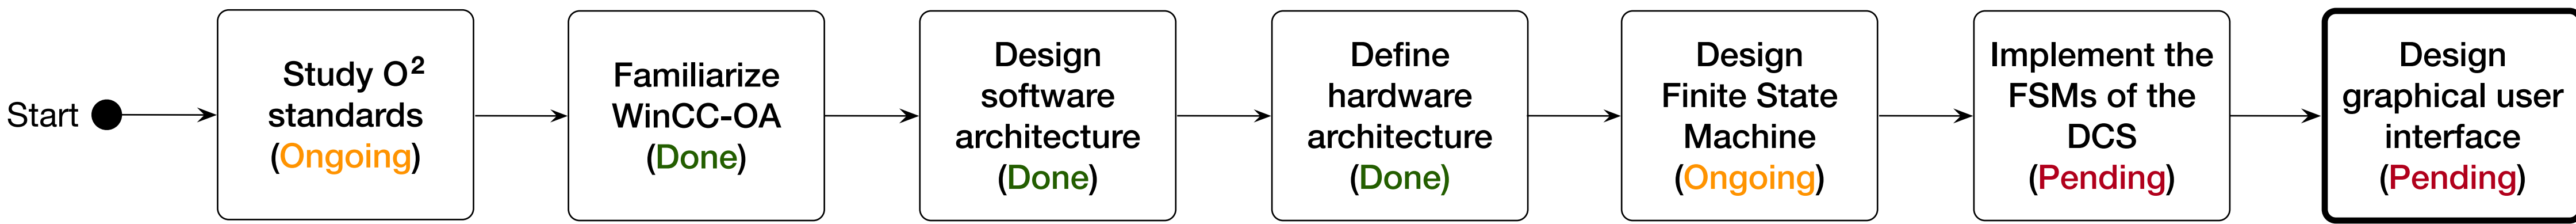 Start
Study O²
standards
(Ongoing)
Familiarize
WinCC-OA
(Done)
Design
software
architecture
(Done)
Define
hardware
architecture
(Done)
Design
Finite State
Machine
(Ongoing)
Implement the
FSMs of the
DCS
(Pending)
Design
graphical user
interface
(Pending)